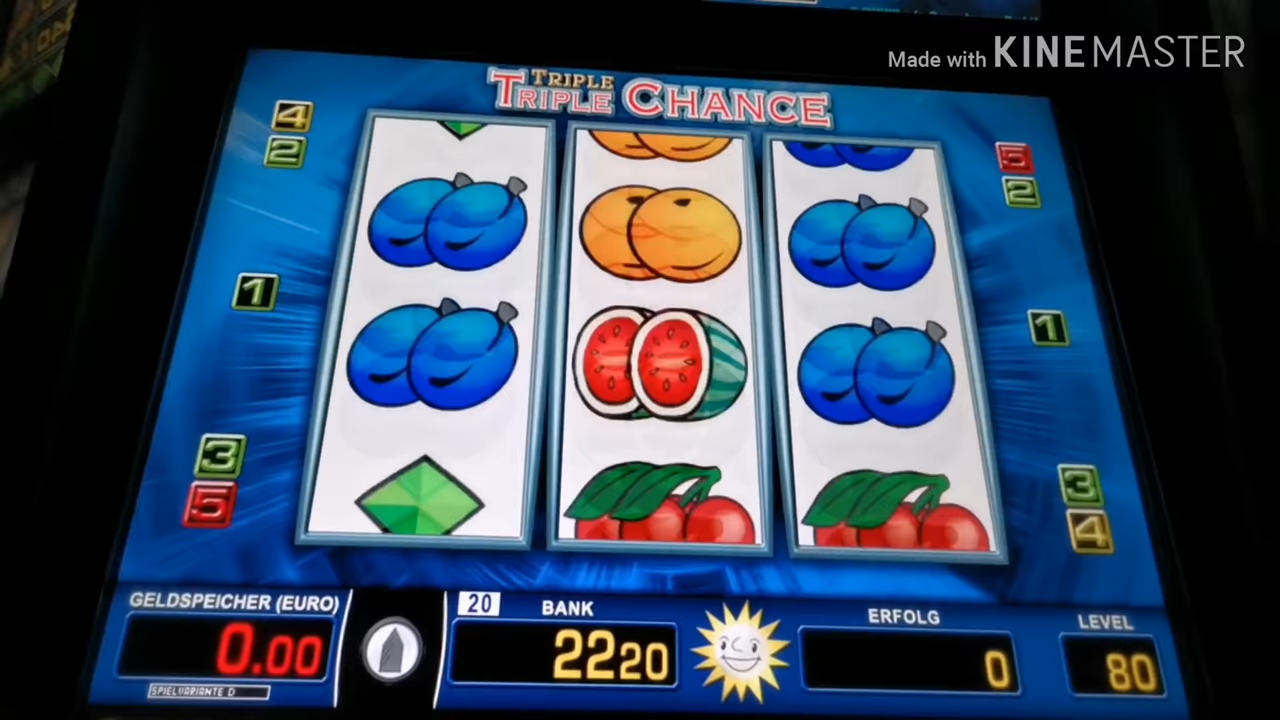 Made with KINEMASTER
TRIPLE
TRIPLE CHANCE
4
2
5
2
1
1
3
5
3
4
GELDSPEICHER (EURO)
20
BANK
ERFOLG
LEVEL
0.00
2220
0
80
SPIELVARIANTE D